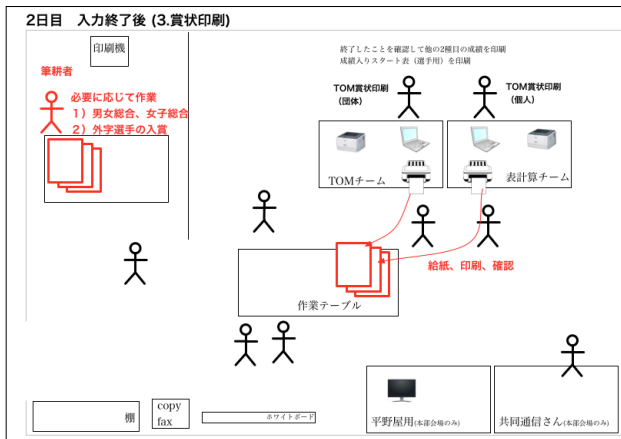 2日目　入力終了後 (3.賞状印刷)
印刷機
終了したことを確認して他の2種目の成績を印刷
成績入りスタート表（選手用）を印刷
筆耕者
必要に応じて作業
1）男女総合、女子総合
2）外字選手の入賞
TOM賞状印刷
（団体）
TOM賞状印刷
（個人）
TOMチーム
表計算チーム
給紙、印刷、確認
作業テーブル
棚
copy
fax
ホワイトボード
平野屋用(本部会場のみ)
共同通信さん(本部会場のみ)